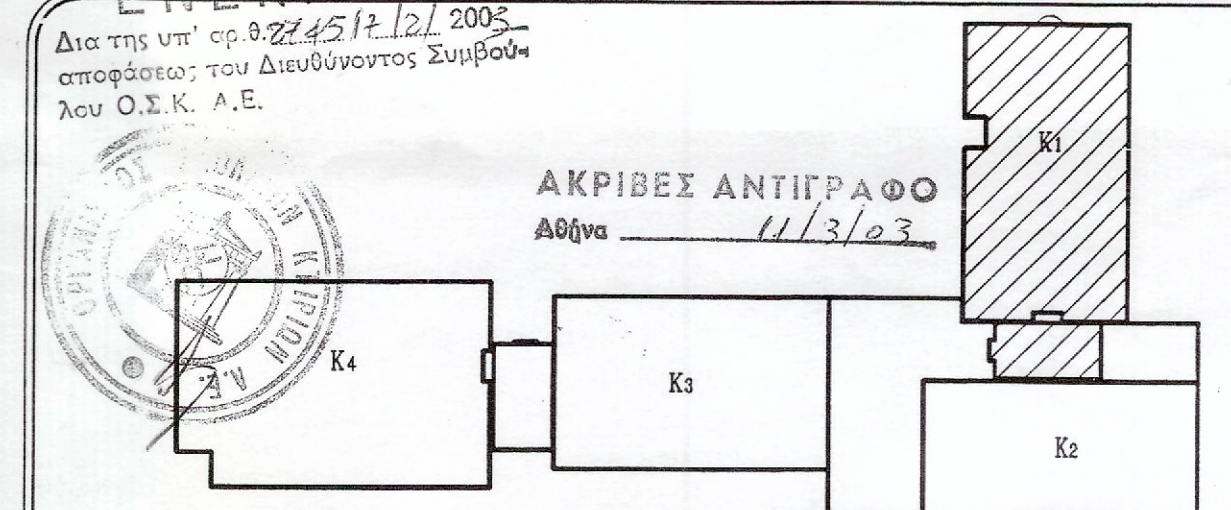 Δια της υπ' αρ.θ. 2745/7/2/ 2003
αποφάσεως του Διευθύνοντος Συμβού-
λου Ο.Σ.Κ. Α.Ε.
ΑΚΡΙΒΕΣ ΑΝΤΙΓΡΑΦΟ
Αθήνα 11/3/03
K1
K4
K3
K2
ΚΤΙΡΙΩΝ Α.Ε.